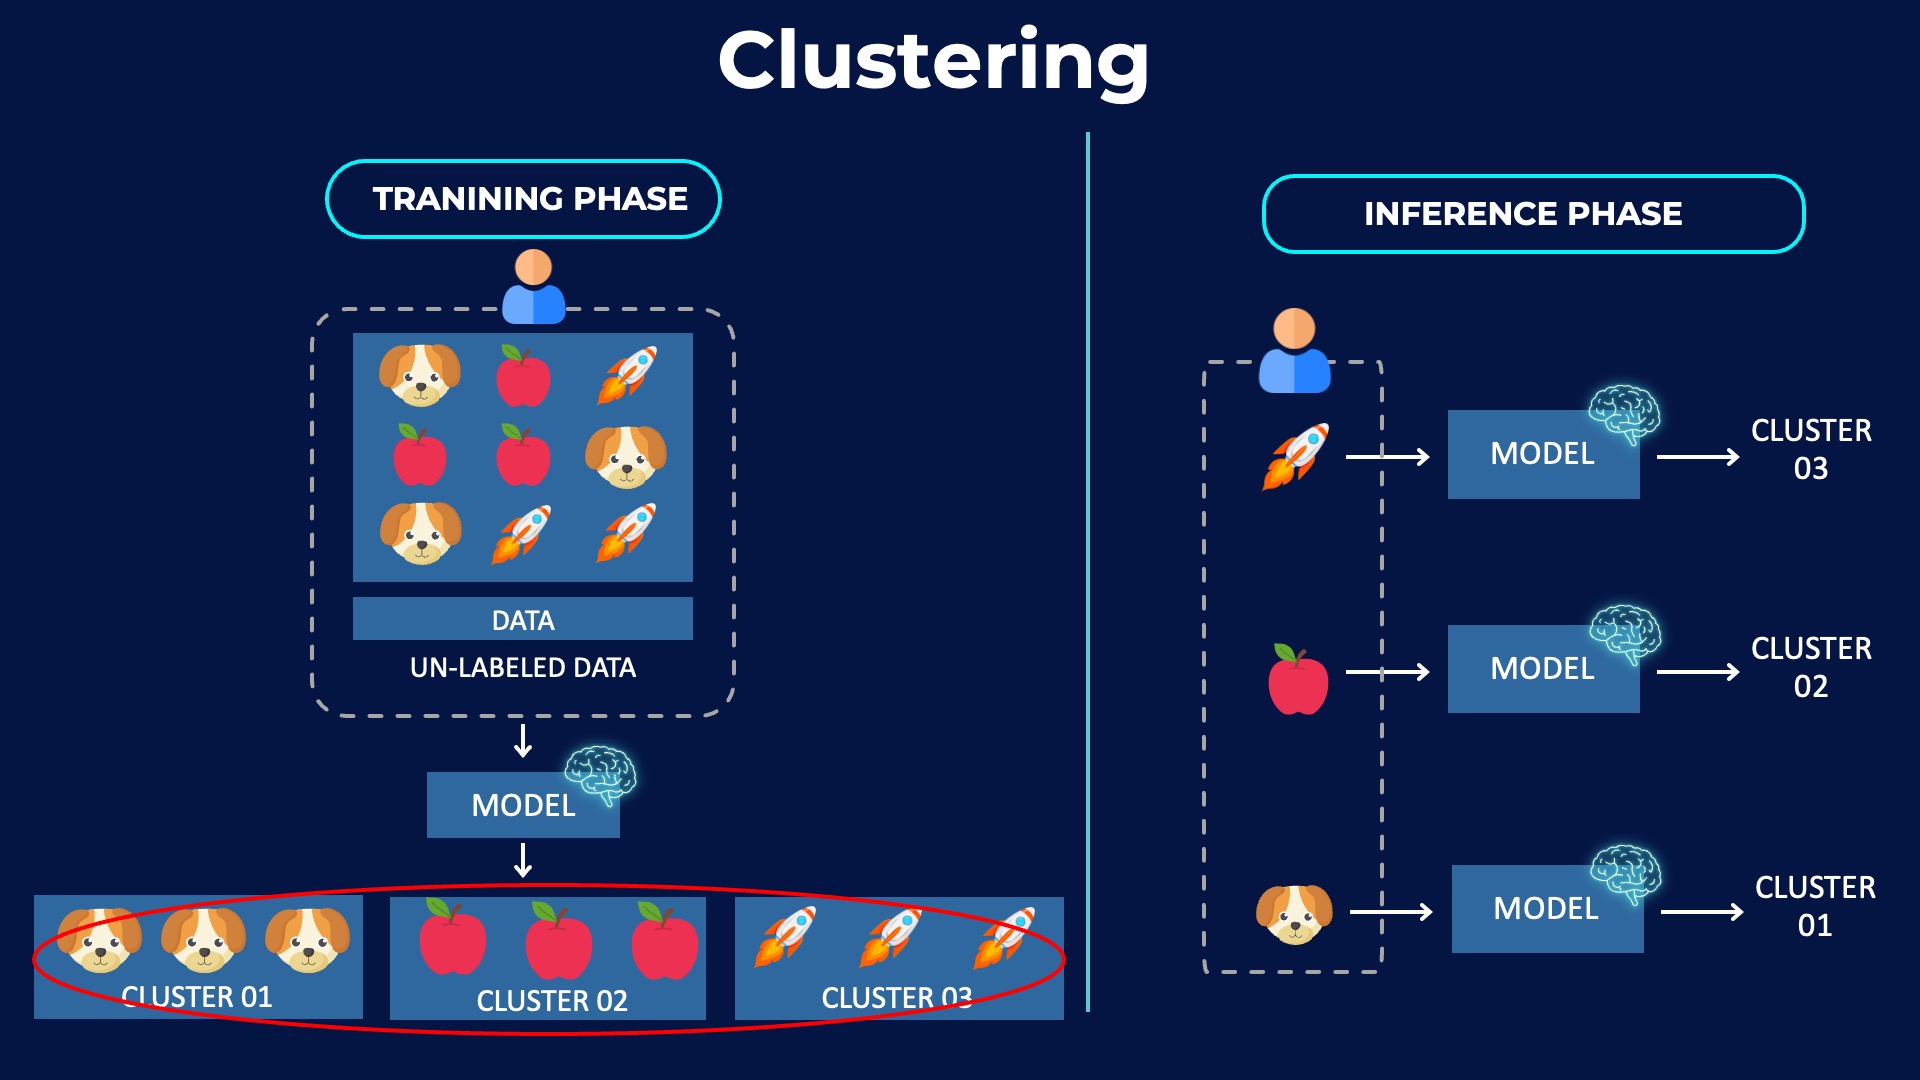 Clustering
TRANINING PHASE
DATA
UN-LABELED DATA
MODEL
CLUSTER 01
CLUSTER 02
CLUSTER 03
INFERENCE PHASE
MODEL
CLUSTER
03
MODEL
CLUSTER
02
MODEL
CLUSTER
01